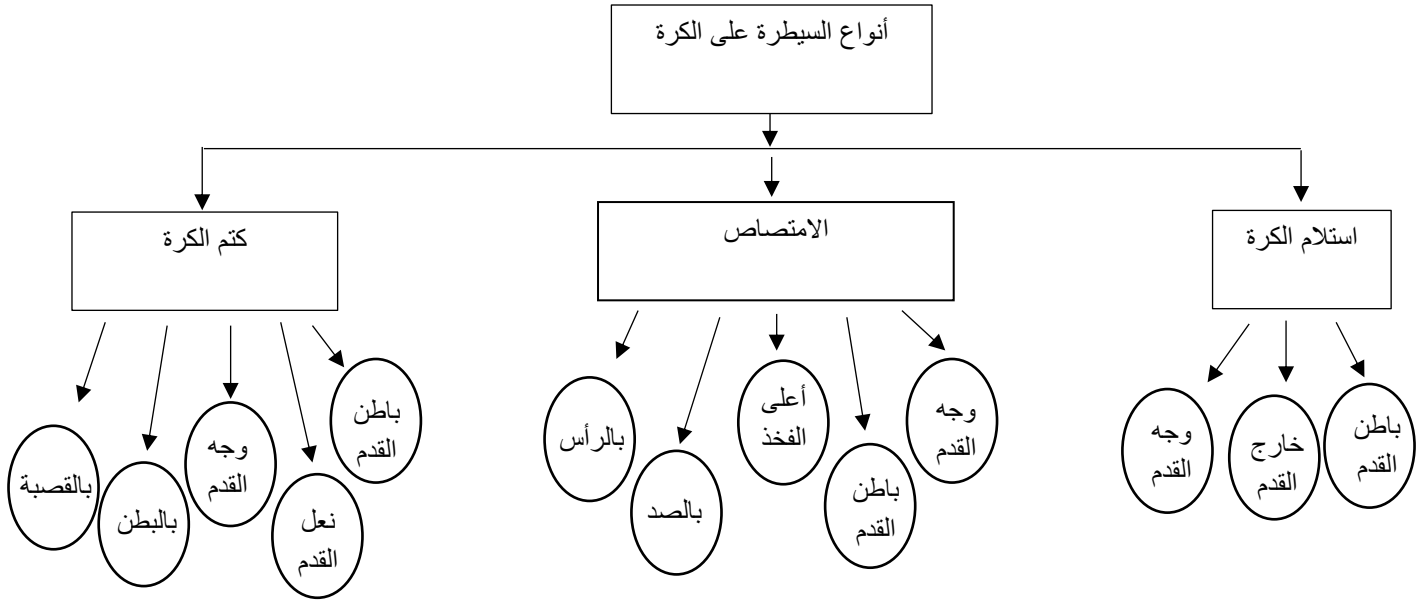 أنواع السيطرة على الكرة
استلام الكرة
الامتصاص
كتم الكرة
باطن
القدم
خارج
القدم
وجه
القدم
وجه
القدم
باطن
القدم
أعلى
الفخذ
بالصد
بالرأس
باطن
القدم
نعل
القدم
وجه
القدم
بالبطن
بالقصبة